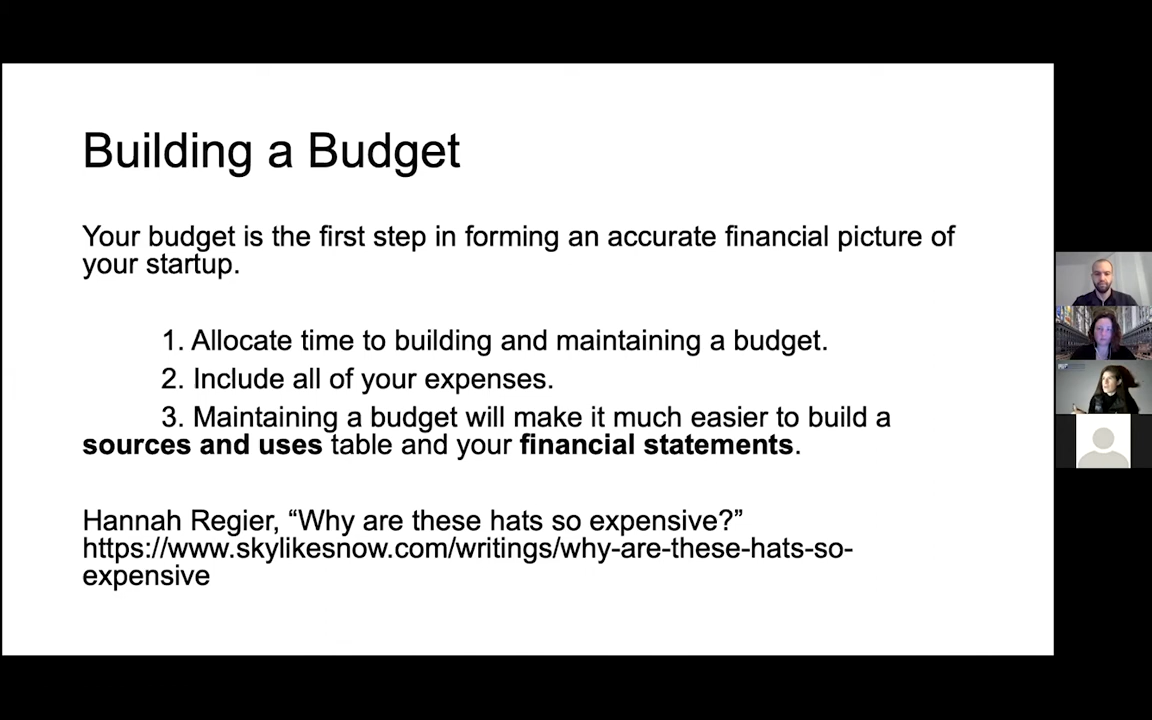 Building a Budget
Your budget is the first step in forming an accurate financial picture of
your startup.
1. Allocate time to building and maintaining a budget.
2. Include all of your expenses.
3. Maintaining a budget will make it much easier to build a
sources and uses table and your financial statements.
Hannah Regier, “Why are these hats so expensive?”
https://www.skylikesnow.com/writings/why-are-these-hats-so-
expensive